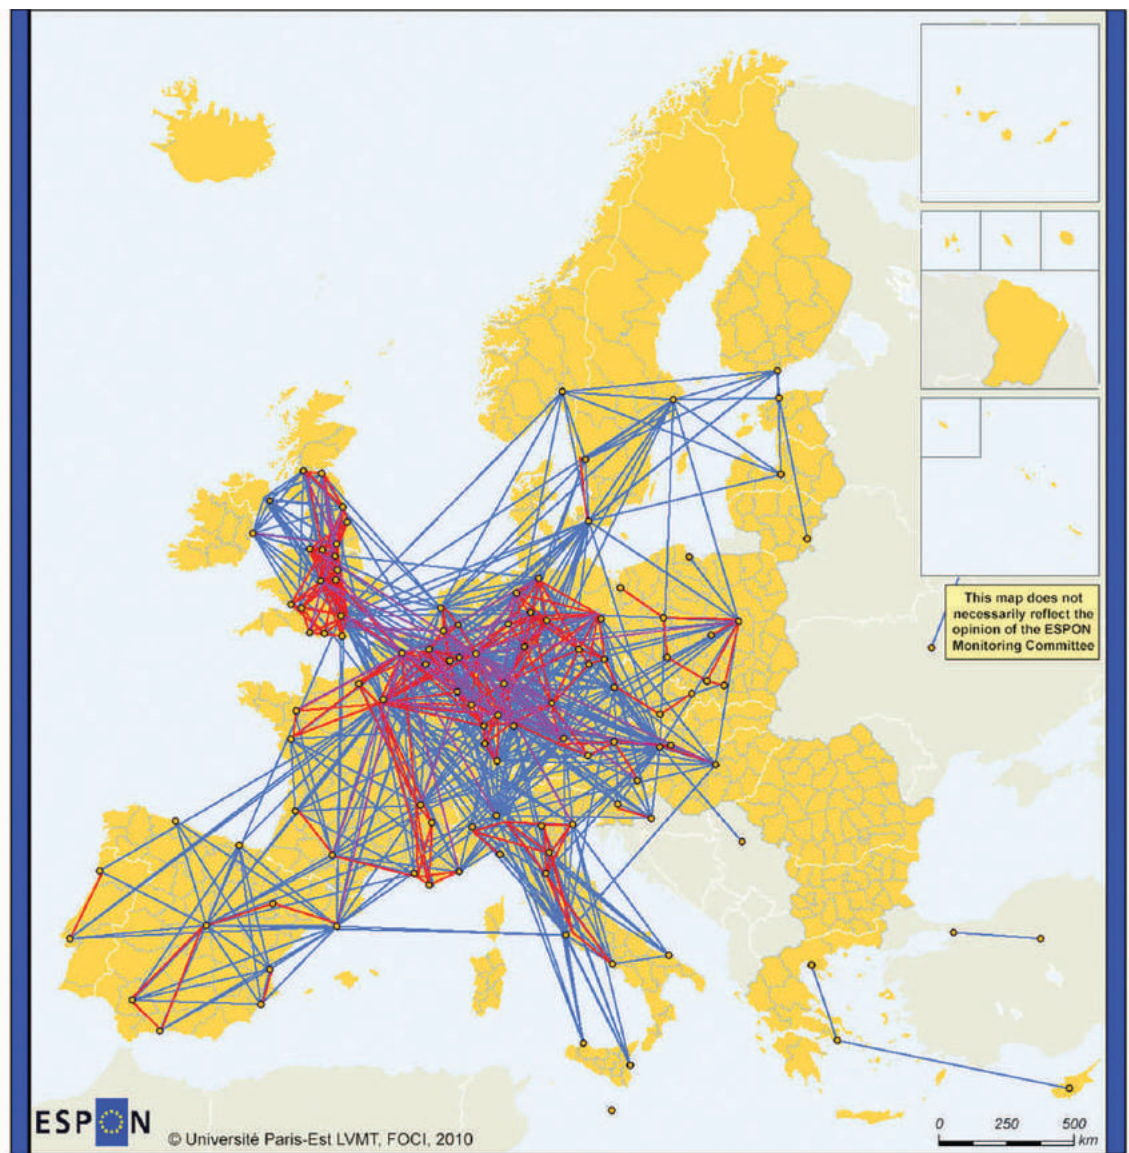 This map does not
necessarily reflect the
opinion of the ESPON
Monitoring Committee
ESPON
© Université Paris-Est LVMT, FOCI, 2010
0 250 500
km